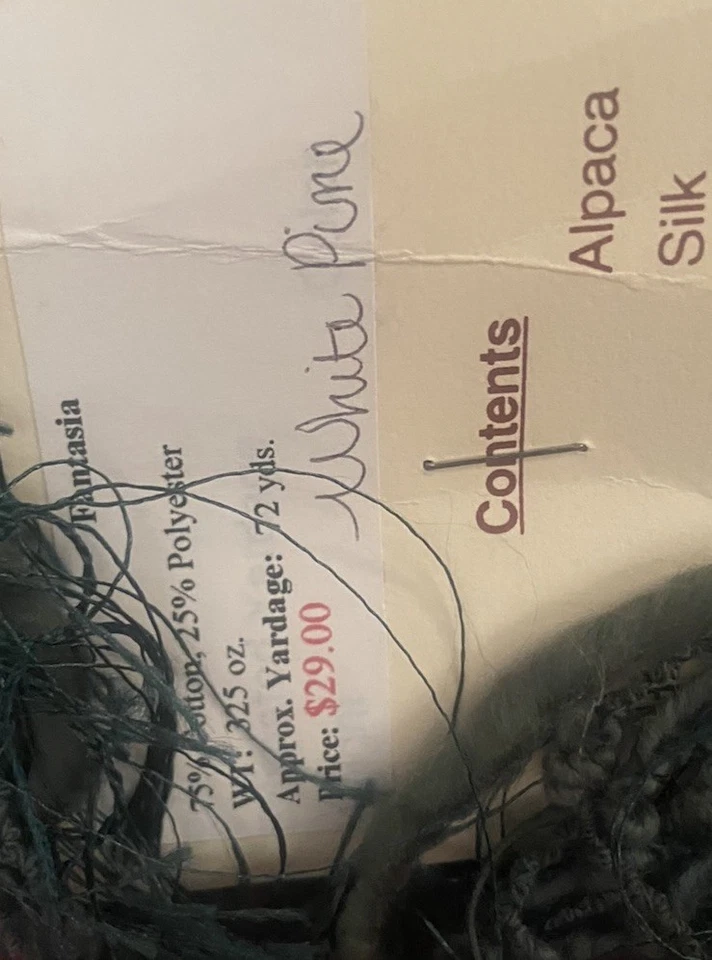 Fantasia
75% Cotton, 25% Polyester
WT: 325 oz.
Approx. Yardage: 72 yds.
Price: $29.00
White Pine
Contents
Alpaca
Silk